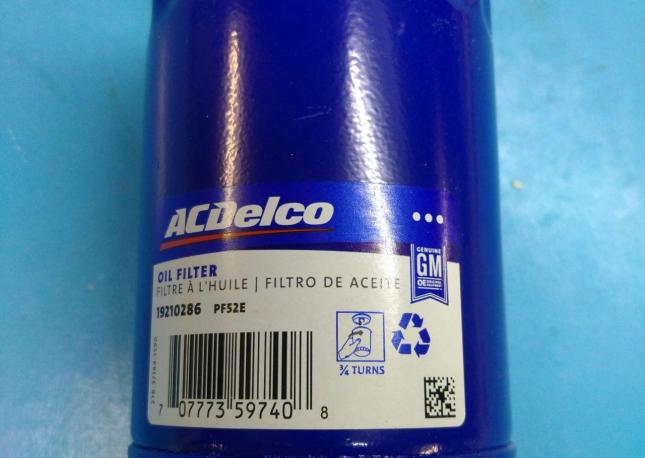 ACDelco
GENUINE
GM
OE
OIL FILTER
FILTRE À L'HUILE | FILTRO DE ACEITE
19210286 PF52E
¾ TURNS
7 07773 59740 8